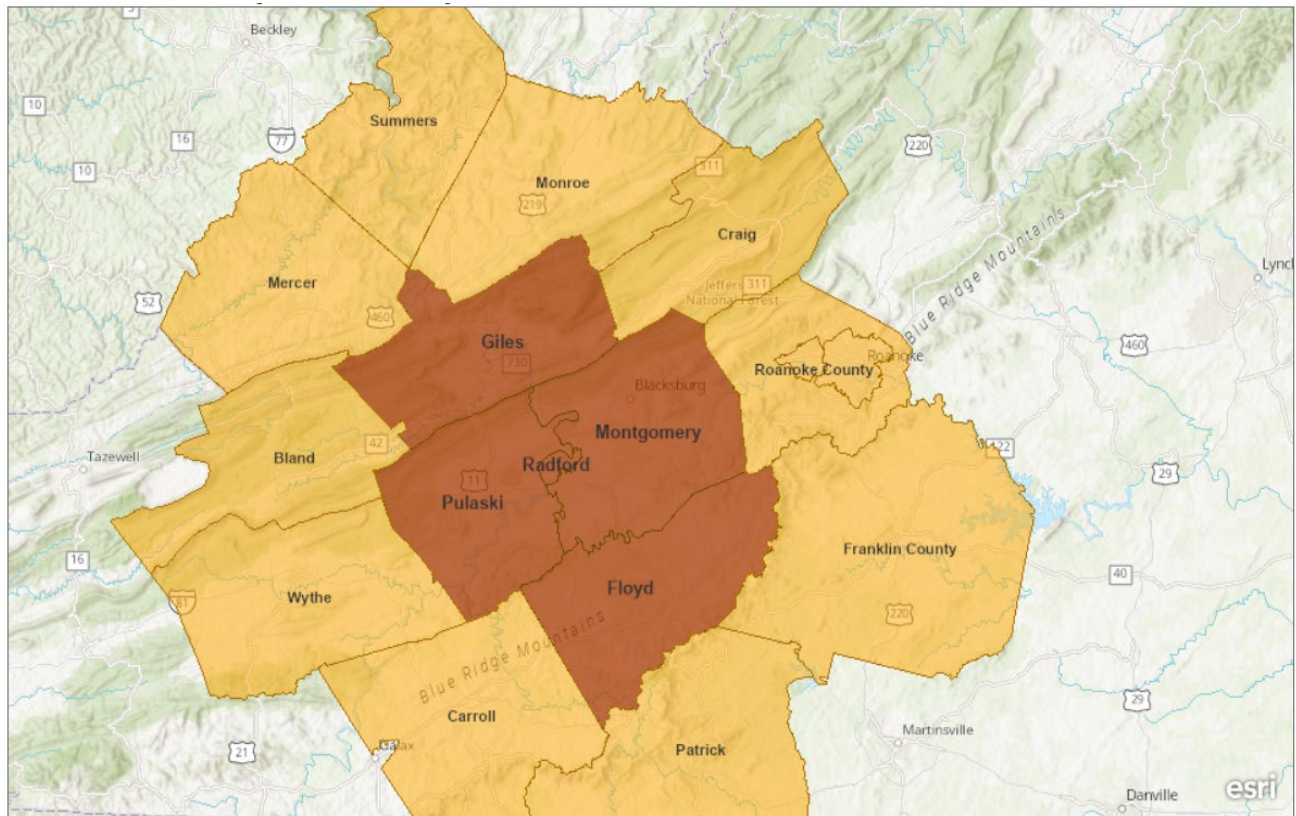 Beckley
10
77
16
10
Summers
220
311
Monroe
219
Craig
Blue Ridge Mountains
Mercer
52
460
Jeffers
National Forest
311
Lynch
Giles
730
460
Roanoke
Roanoke County
Blacksburg
Montgomery
42
Bland
Tazewell
122
Radford
11
Pulaski
29
Franklin County
16
40
Floyd
Wythe
81
220
Blue Ridge Mountains
29
Carroll
Martinsville
Galax
21
Patrick
Danville
esri